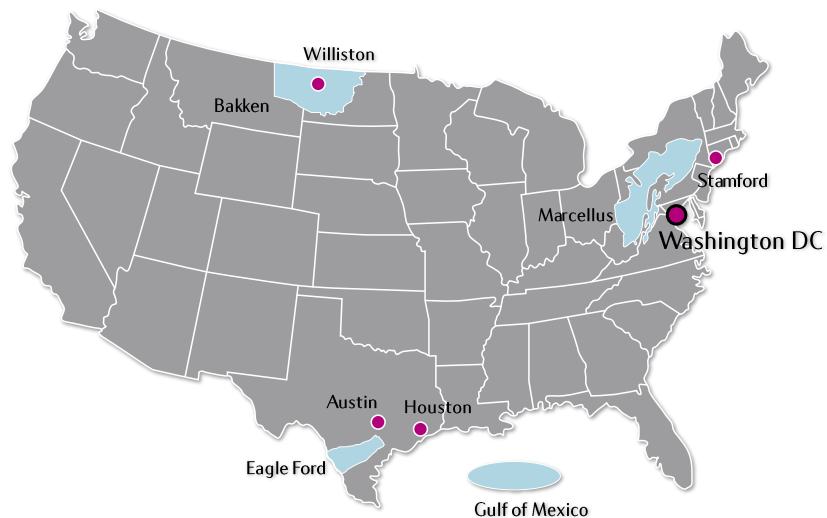 Williston
Bakken
Stamford
Marcellus
Washington DC
Austin
Houston
Eagle Ford
Gulf of Mexico